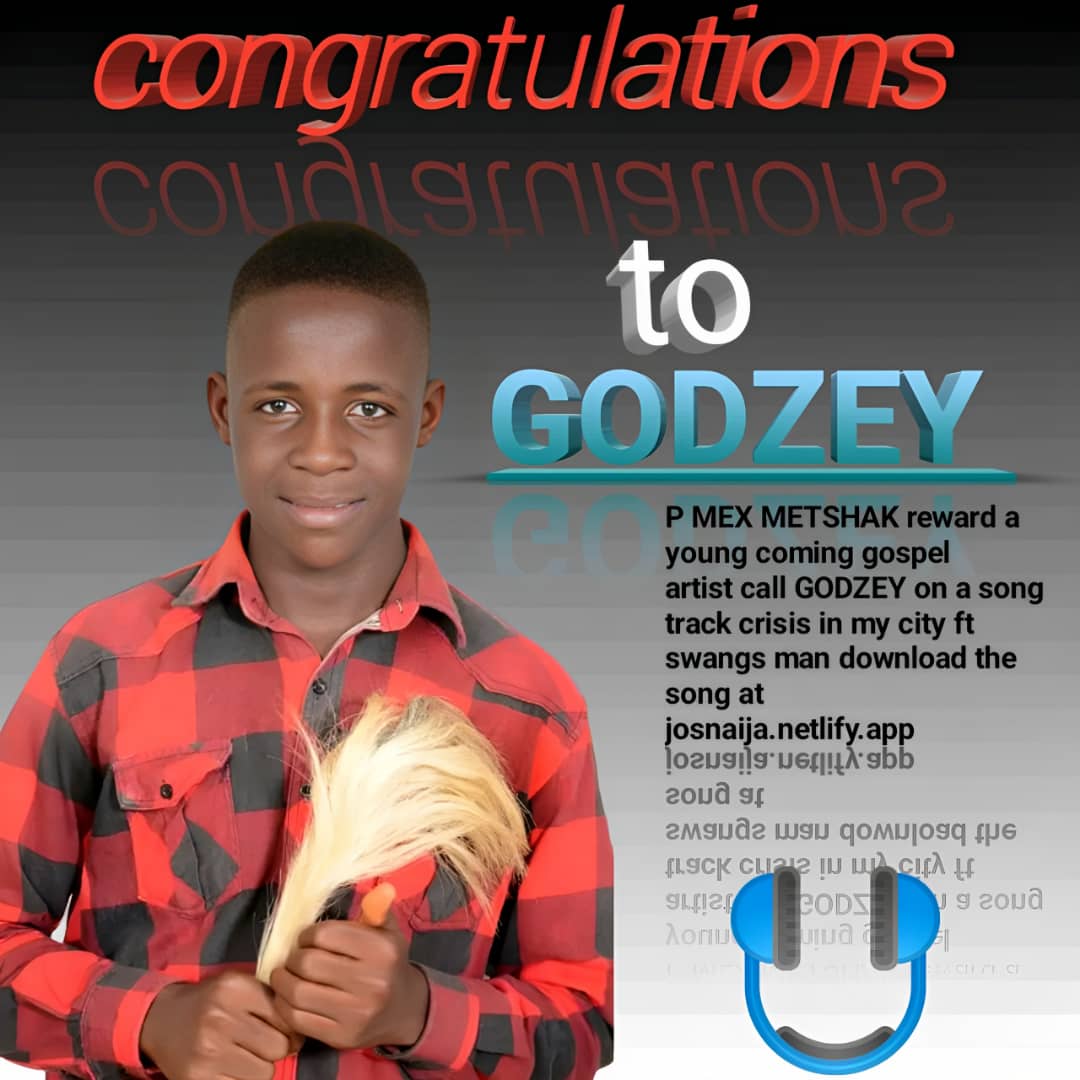 congratulations
to
GODZEY
P MEX METSHAK reward a
young coming gospel
artist call GODZEY on a song
track crisis in my city ft
swangs man download the
song at
josnaija.netlify.app